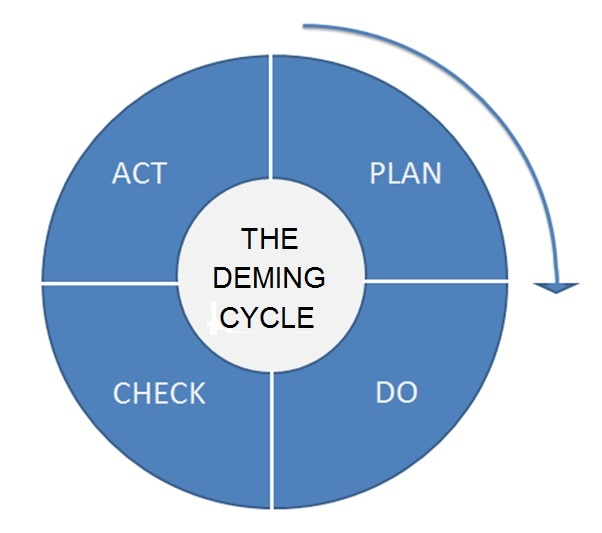 ACT
PLAN
THE
DEMING
CYCLE
CHECK
DO